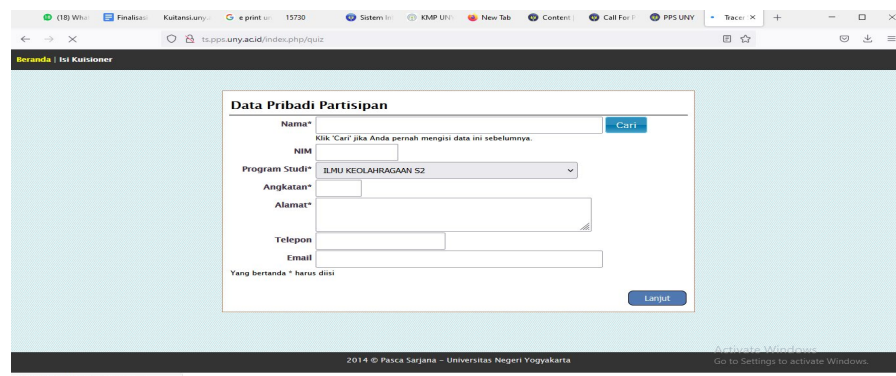 (18) What
Finalisasi
Kuitansi.uny.
e print un
15730
Sistem In
KMP UNY
New Tab
Content
Call For P
PPS UNY
Tracer
ts.pps.uny.ac.id/index.php/quiz
Beranda | Isi Kuisioner
Data Pribadi Partisipan
Nama*
Cari
Klik 'Cari' jika Anda pernah mengisi data ini sebelumnya.
NIM
Program Studi* ILMU KEOLAHRAGAAN S2
Angkatan*
Alamat*
Telepon
Email
Yang bertanda * harus diisi
Lanjut
Activate Windows
2014 © Pasca Sarjana – Universitas Negeri Yogyakarta
Go to Settings to activate Windows.